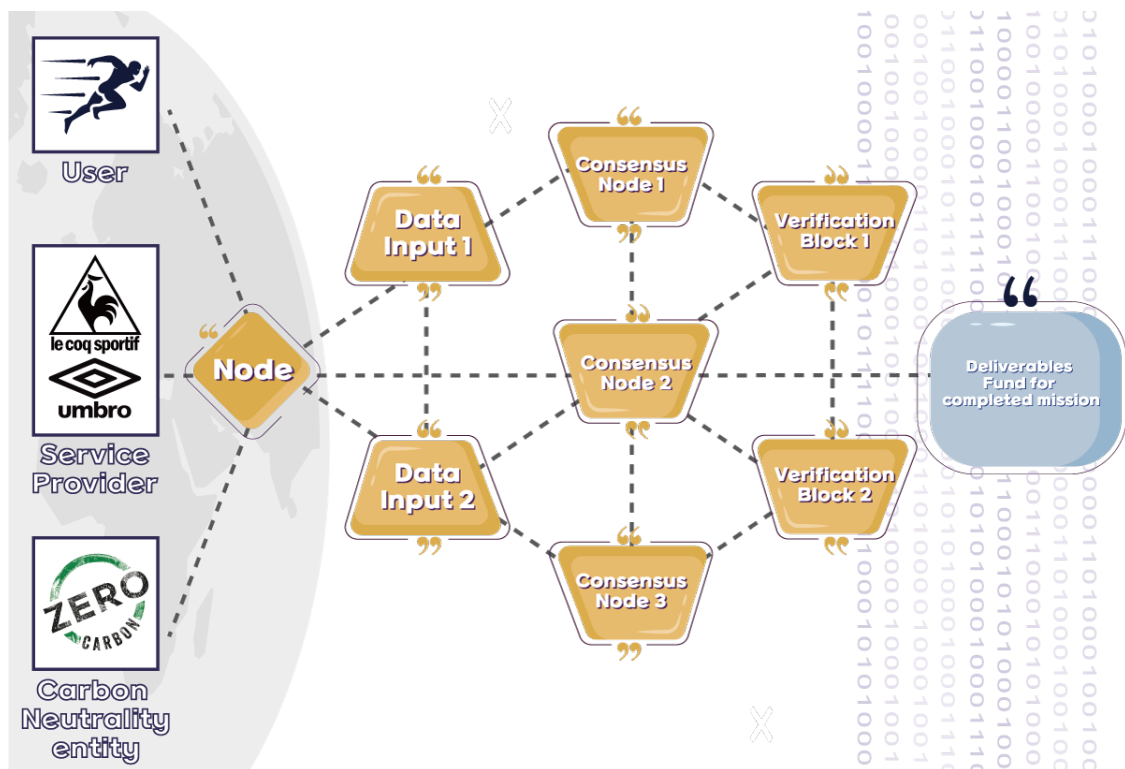 User
le coq sportif
umbro
Service
Provider
ZERO
CARBON
Carbon
Neutrality
entity
Node
Data
Input 1
Data
Input 2
Consensus
Node 1
Consensus
Node 2
Consensus
Node 3
Verification
Block 1
Verification
Block 2
Deliverables
Fund for
completed mission
X
X